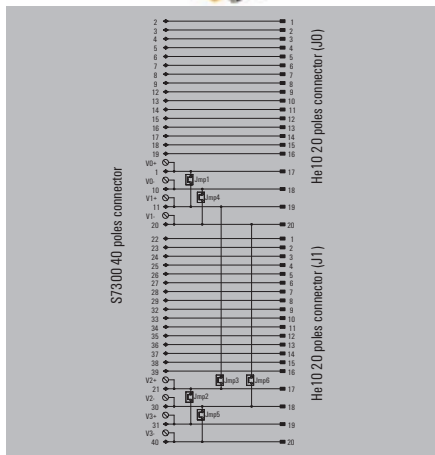 2 1
3 2
4 3
5 4
6 5
7 6
8 7
9 8
12 9
13 10
14 11
15 12
16 13
17 14
18 15
19 16
V0+
1 17
Jmp1
V0-
10 18
V1+
Jmp4
11 19
V1-
20 20
22 1
23 2
24 3
25 4
26 5
27 6
28 7
29 8
32 9
33 10
34 11
35 12
36 13
37 14
38 15
39 16
V2+
Jmp3 Jmp6
21 17
V2-
Jmp2
30 18
V3+
Jmp5
31 19
V3-
40 20
S7300 40 poles connector
He10 20 poles connector (J0)
He10 20 poles connector (J1)